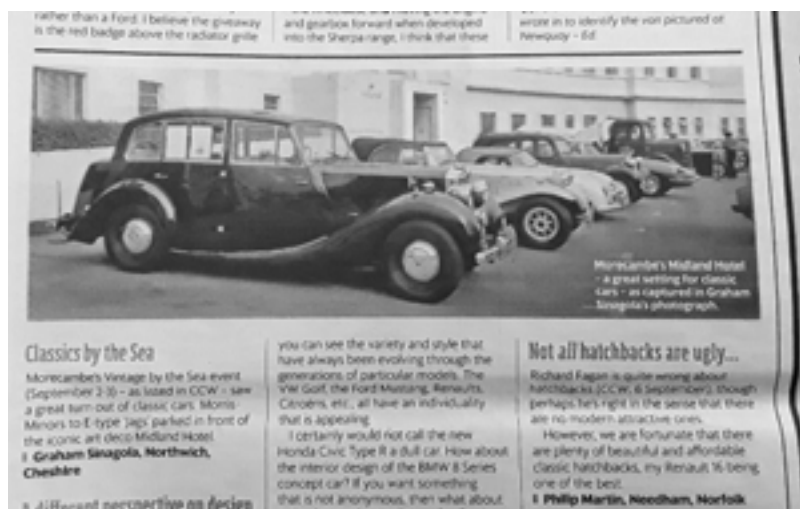 rather than a Ford. I believe the giveaway
is the red badge above the radiator grille
and gearbox forward when developed
into the Sherpa range, I think that these
wrote in to identify the van pictured at
Newquay - Ed
Morecambe's Midland Hotel
- a great setting for classic
cars - as captured in Graham
Sinagola's photograph.
Classics by the Sea
Morecambe's Vintage by the Sea event
(September 2-3) - as listed in CCW - saw
a great turn out of classic cars. Morris
Minors to E-type 'Jags' parked in front of
the iconic art deco Midland Hotel.
Graham Sinagola, Northwich,
Cheshire
A different perspective on design
you can see the variety and style that
have always been evolving through the
generations of particular models. The
VW Golf, the Ford Mustang, Renaults,
Citroëns, etc., all have an individuality
that is appealing.
I certainly would not call the new
Honda Civic Type R a dull car. How about
the interior design of the BMW 8 Series
concept car? If you want something
that is not anonymous, then what about
Not all hatchbacks are ugly...
Richard Fagan is quite wrong about
hatchbacks (CCW, 6 September), though
perhaps he's right in the sense that there
are no modern attractive ones.
However, we are fortunate that there
are plenty of beautiful and affordable
classic hatchbacks, my Renault 16 being
one of the best.
Philip Martin, Needham, Norfolk